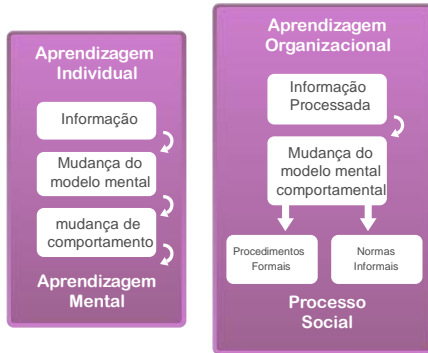 Aprendizagem
Individual
Informação
Mudança do
modelo mental
mudança de
comportamento
Aprendizagem
Mental
Aprendizagem
Organizacional
Informação
Processada
Mudança do
modelo mental
comportamental
Procedimentos
Formais
Normas
Informais
Processo
Social